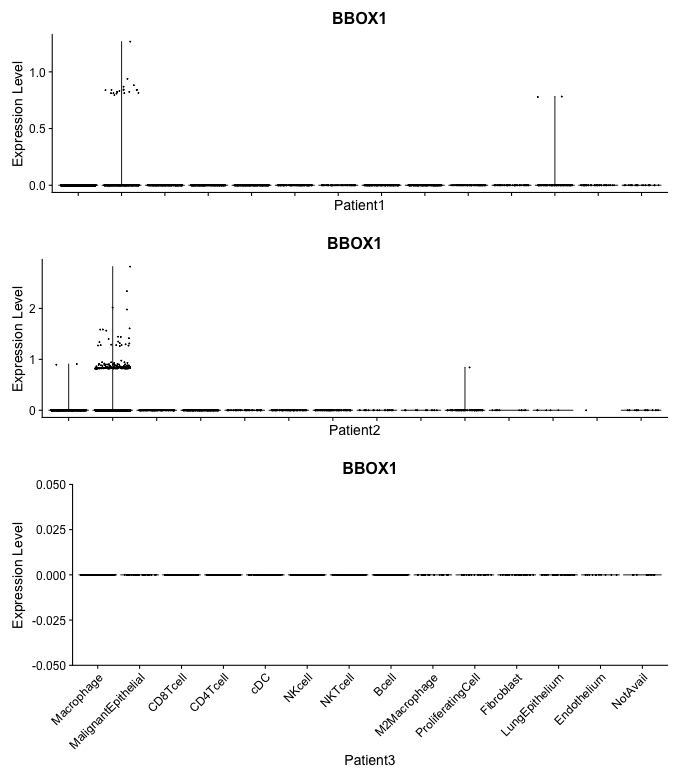 BBOX1
Expression Level
1.0
0.5
0.0
Patient1
BBOX1
Expression Level
2
1
0
Patient2
BBOX1
Expression Level
0.050
0.025
0.000
-0.025
-0.050
Macrophage
MalignantEpithelial
CD8Tcell
CD4Tcell
cDC
NKcell
NKTcell
Bcell
M2Macrophage
ProliferatingCell
Fibroblast
LungEpithelium
Endothelium
NotAvail
Patient3